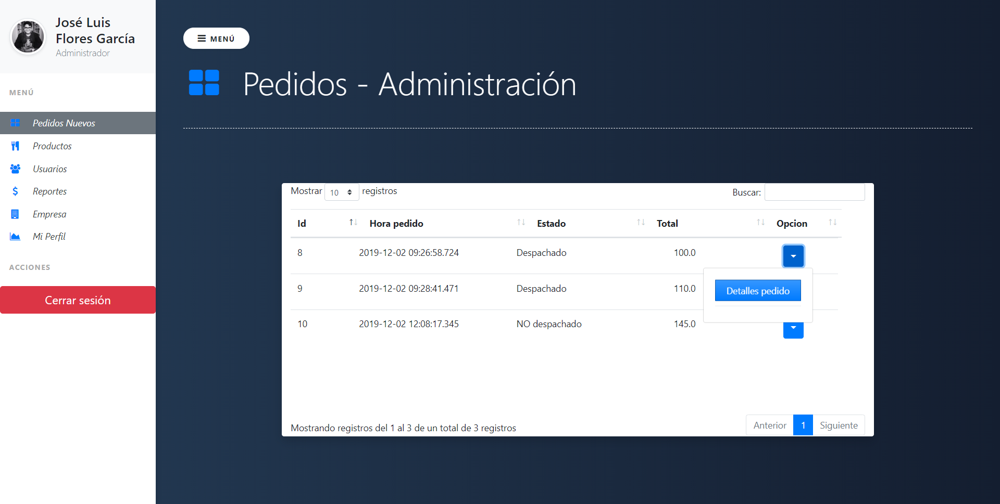 José Luis
Flores García
Administrador
MENÚ
Pedidos Nuevos
Productos
Usuarios
Reportes
Empresa
Mi Perfil
ACCIONES
Cerrar sesión
MENÚ
Pedidos - Administración
Mostrar 10 registros
Buscar:
Id Hora pedido Estado Total Opcion
8 2019-12-02 09:26:58.724 Despachado 100.0
9 2019-12-02 09:28:41.471 Despachado 110.0
Detalles pedido
10 2019-12-02 12:08:17.345 NO despachado 145.0
Mostrando registros del 1 al 3 de un total de 3 registros
Anterior 1 Siguiente